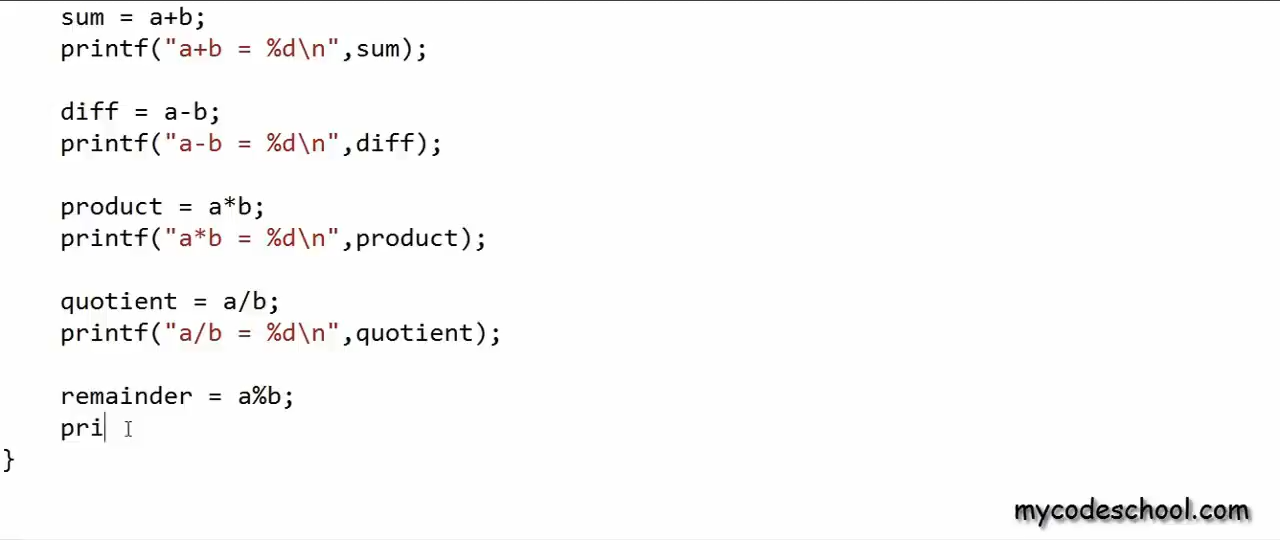 sum = a+b;
printf("a+b = %d\n",sum);
diff = a-b;
printf("a-b = %d\n",diff);
product = a*b;
printf("a*b = %d\n",product);
quotient = a/b;
printf("a/b = %d\n",quotient);
remainder = a%b;
pri
}
mycodeschool.com